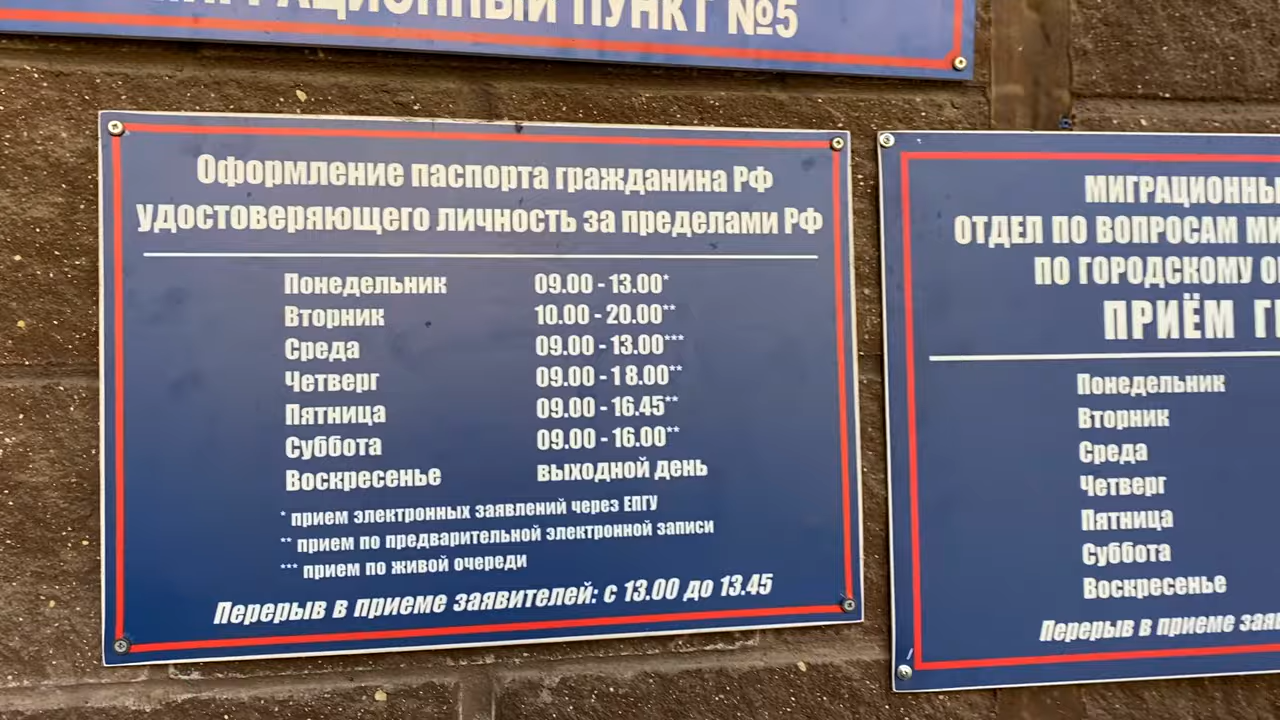 ПУНКТ №5
Оформление паспорта гражданина РФ
удостоверяющего личность за пределами РФ
Понедельник 09.00 - 13.00*
Вторник 10.00 - 20.00**
Среда 09.00 - 13.00***
Четверг 09.00 - 18.00**
Пятница 09.00 - 16.45**
Суббота 09.00 - 16.00**
Воскресенье выходной день
* прием электронных заявлений через ЕПГУ
** прием по предварительной электронной записи
*** прием по живой очереди
Перерыв в приеме заявителей: с 13.00 до 13.45
МИГРАЦИОННЫ
ОТДЕЛ ПО ВОПРОСАМ МИ
ПО ГОРОДСКОМУ
ПРИЁМ
Понедельник
Вторник
Среда
Четверг
Пятница
Суббота
Воскресенье
Перерыв в приеме